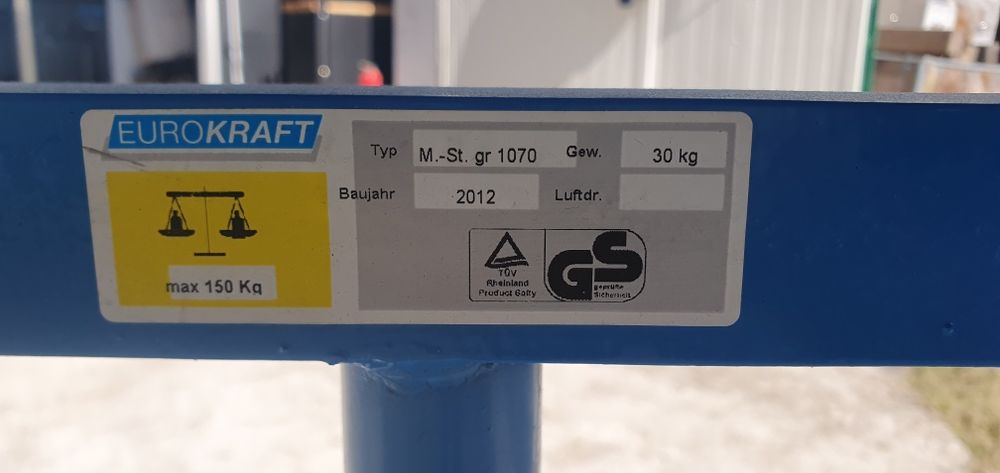 EUROKRAFT
Typ M.-St. gr 1070 Gew. 30 kg
Baujahr 2012 Luftdr.
max 150 Kg
TÜV
Rheinland
Product Safty
GS
geprüfte
Sicherheit